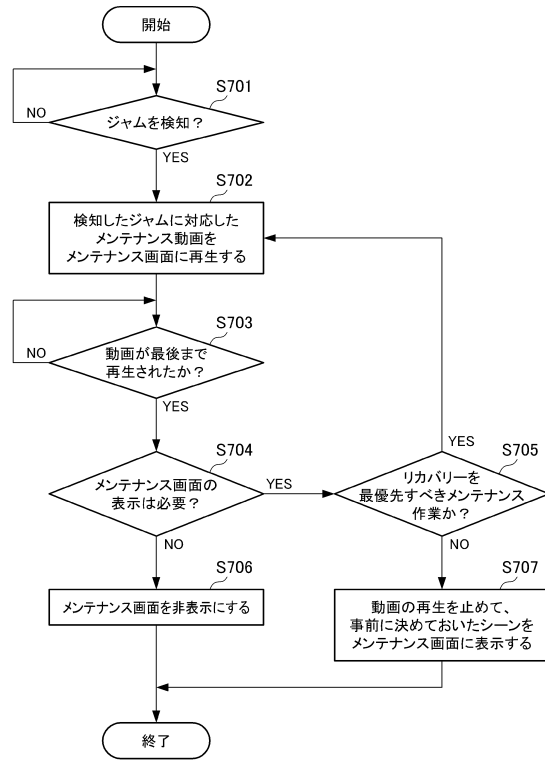 開始
S701
ジャムを検知？
NO
YES
S702
検知したジャムに対応した
メンテナンス動画を
メンテナンス画面に再生する
S703
動画が最後まで
再生されたか？
NO
YES
S704
メンテナンス画面の
表示は必要？
YES
NO
S705
リカバリーを
最優先すべきメンテナンス
作業か？
YES
NO
S706
メンテナンス画面を非表示にする
S707
動画の再生を止めて、
事前に決めておいたシーンを
メンテナンス画面に表示する
終了